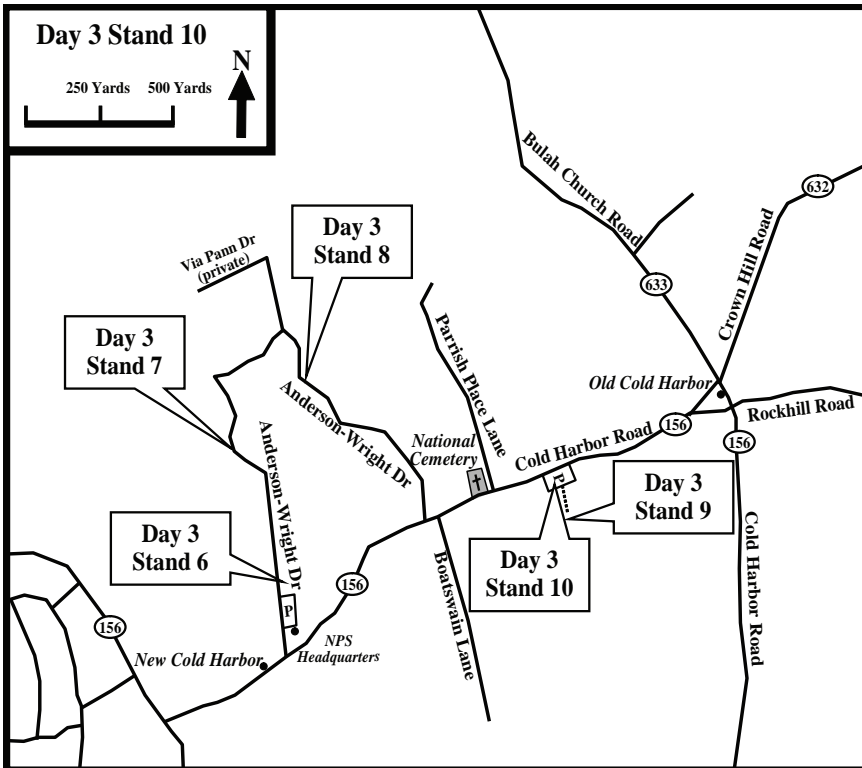 Day 3 Stand 10
250 Yards 500 Yards
N
Bulah Church Road
632
Crown Hill Road
633
Via Pann Dr
(private)
Day 3
Stand 8
Day 3
Stand 7
Parrish Place Lane
Old Cold Harbor
Anderson-Wright Dr
Rockhill Road
156
Cold Harbor Road
156
National
Cemetery
Anderson-Wright Dr
P
Day 3
Stand 9
Day 3
Stand 6
Day 3
Stand 10
Cold Harbor Road
Boatswain Lane
156
P
156
NPS
Headquarters
New Cold Harbor